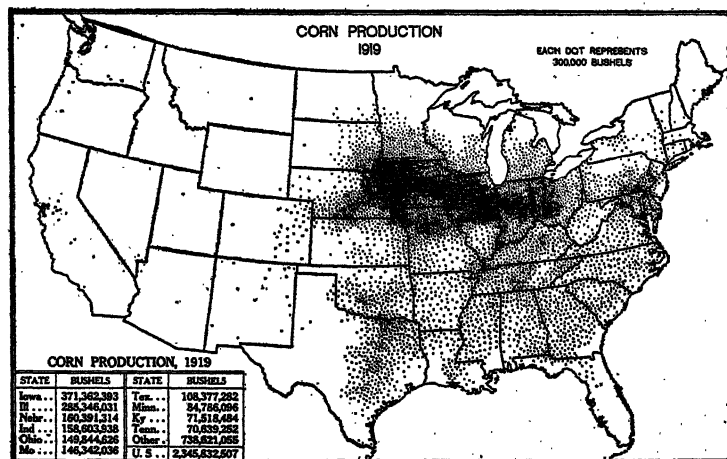 CORN PRODUCTION
1919
EACH DOT REPRESENTS
300,000 BUSHELS
CORN PRODUCTION, 1919
STATE BUSHELS STATE BUSHELS
Iowa.. 371,362,393 Tex... 108,377,282
Ill .... 285,346,031 Minn. 84,786,096
Nebr. 160,391,314 Ky ... 71,518,484
Ind ... 158,603,938 Tenn. 70,639,252
Ohio.. 149,844,626 Other. 738,621,055
Mo ... 146,342,036 U. S .. 2,345,832,507